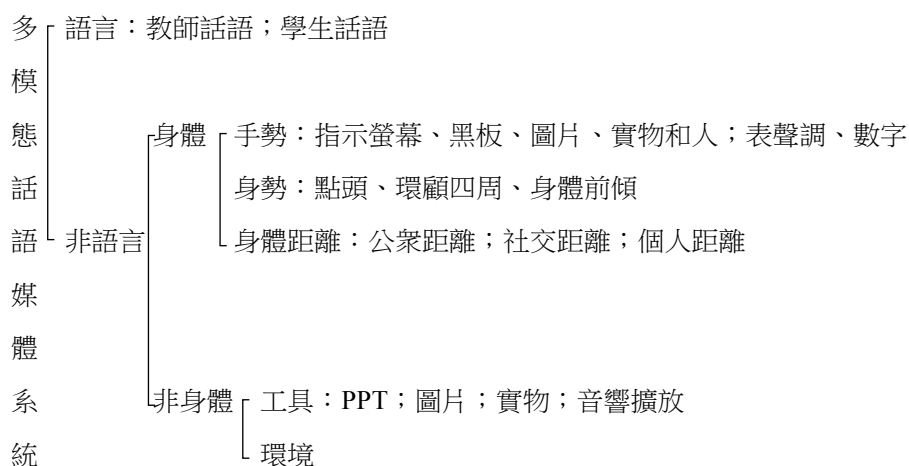 多模態話語媒體系統
語言：教師話語；學生話語
非語言
身體
手勢：指示螢幕、黑板、圖片、實物和人；表聲調、數字
身勢：點頭、環顧四周、身體前傾
身體距離：公衆距離；社交距離；個人距離
非身體
工具：PPT；圖片；實物；音響擴放
環境